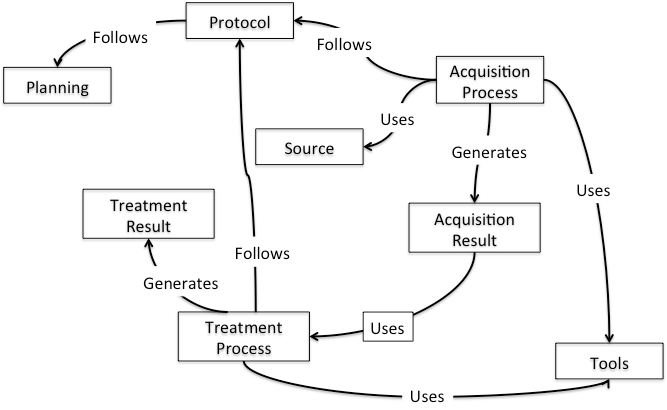 Protocol
Follows
Follows
Planning
Acquisition
Process
Uses
Source
Generates
Uses
Treatment
Result
Acquisition
Result
Follows
Generates
Treatment
Process
Uses
Tools
Uses